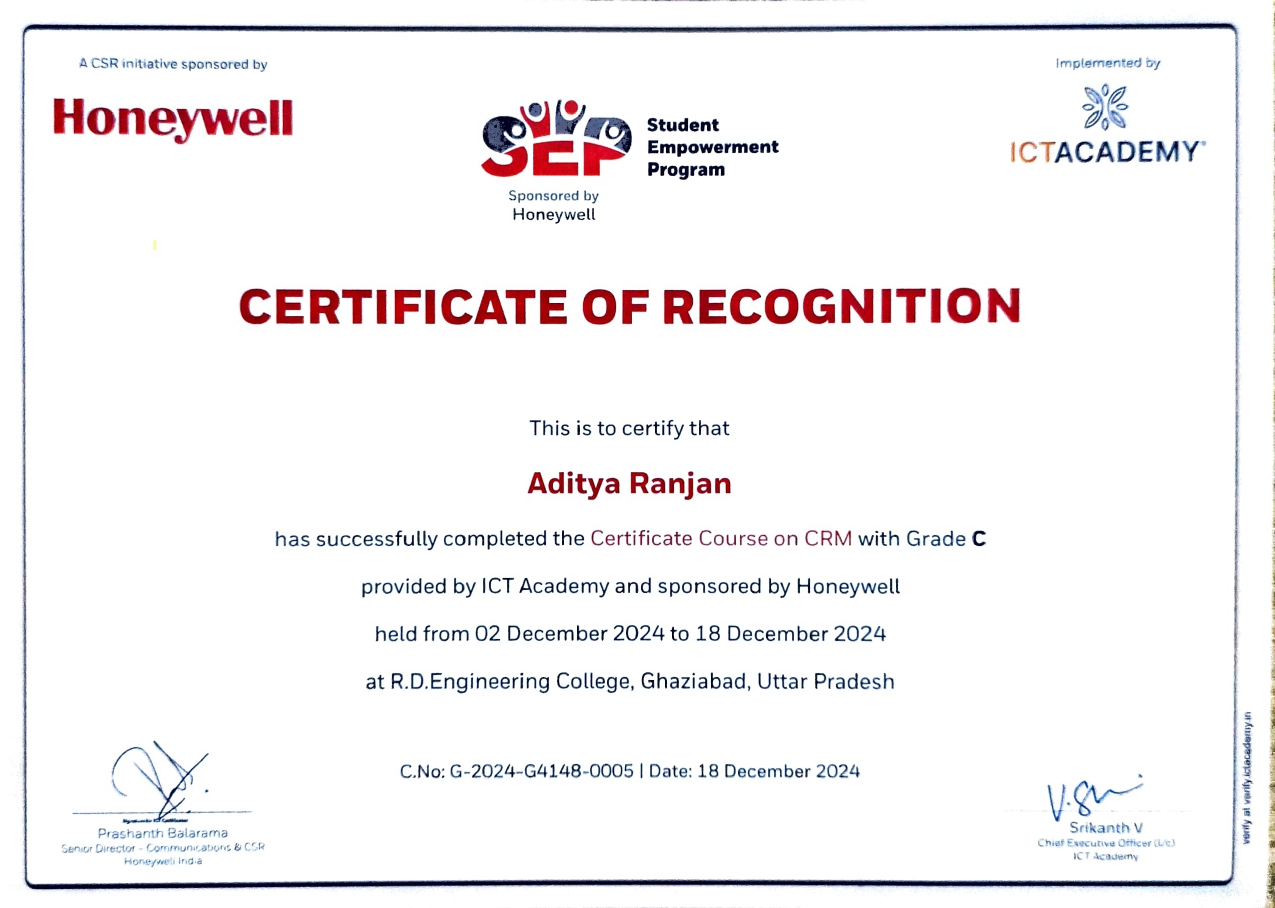 A CSR initiative sponsored by
Honeywell
SEP
Student
Empowerment
Program
Sponsored by
Honeywell
Implemented by
ICTACADEMY
CERTIFICATE OF RECOGNITION
This is to certify that
Aditya Ranjan
has successfully completed the Certificate Course on CRM with Grade C
provided by ICT Academy and sponsored by Honeywell
held from 02 December 2024 to 18 December 2024
at R.D.Engineering College, Ghaziabad, Uttar Pradesh
C.No: G-2024-G4148-0005 | Date: 18 December 2024
Prashanth Balarama
Senior Director - Communications & CSR
Honeywell India
V.
Srikanth V
Chief Executive Officer (I/c)
ICT Academy
verify at verify.ictacademy.in